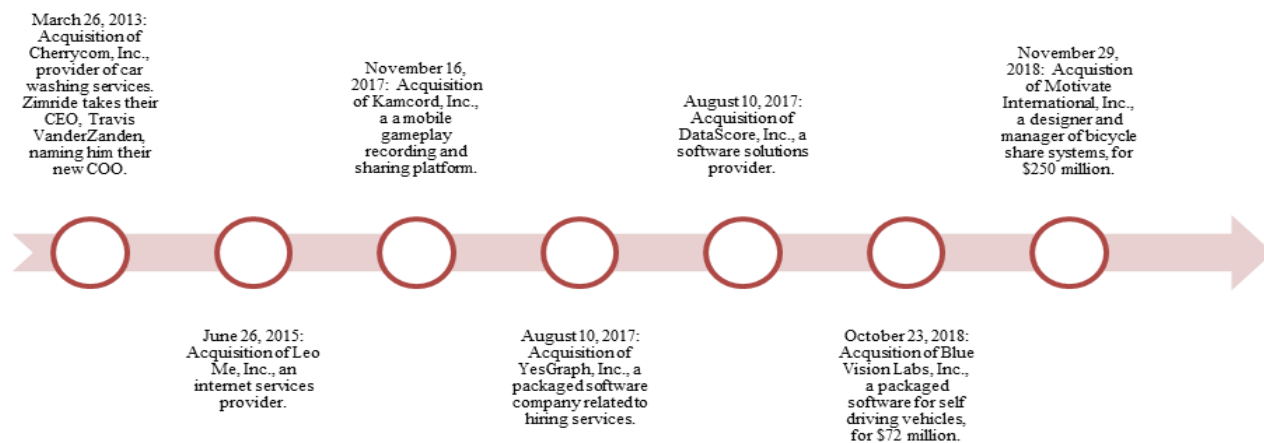 March 26, 2013:
Acquisition of
Cherrycom, Inc.,
provider of car
washing services.
Zimride takes their
CEO, Travis
VanderZanden,
naming him their
new COO.
June 26, 2015:
Acquisition of Leo
Me, Inc., an
internet services
provider.
November 16,
2017:  Acquisition
of Kamcord, Inc.,
a a mobile
gameplay
recording and
sharing platform.
August 10, 2017:
Acquisition of
YesGraph, Inc., a
packaged software
company related to
hiring services.
August 10, 2017:
Acquisition of
DataScore, Inc., a
software solutions
provider.
October 23, 2018:
Acqusition of Blue
Vision Labs, Inc.,
a packaged
software for self
driving vehicles,
for $72 million.
November 29,
2018:  Acqustion
of Motivate
International, Inc.,
a designer and
manager of bicycle
share systems, for
$250 million.